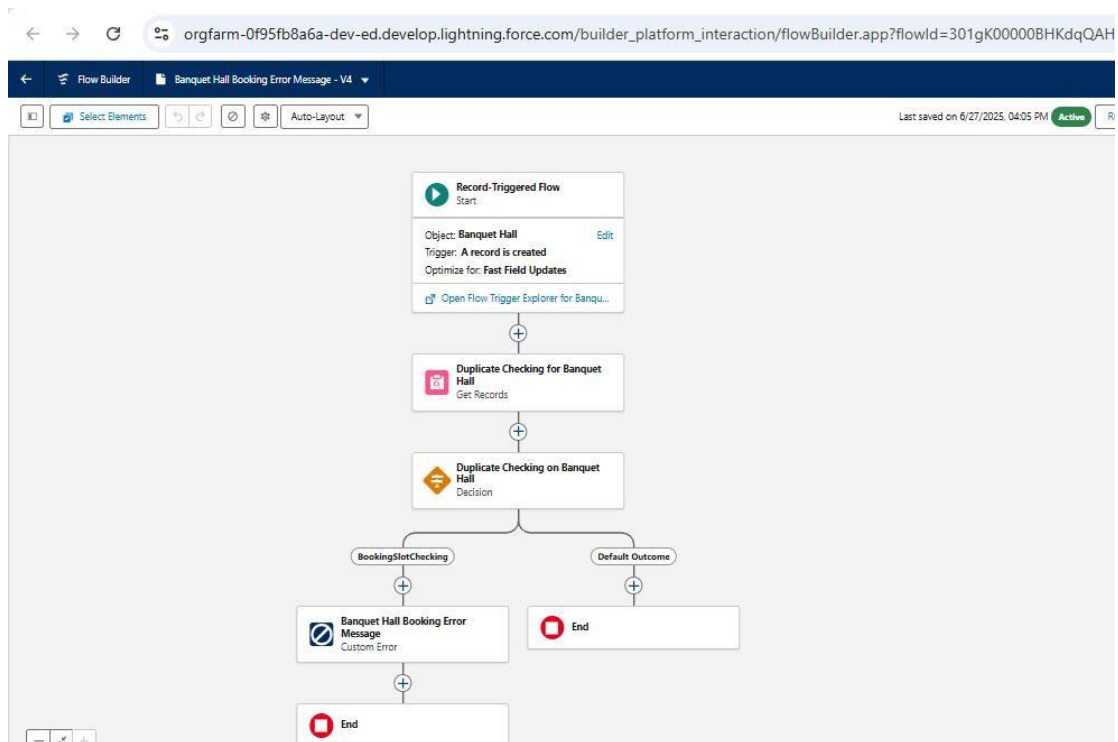 orgfarm-0f95fb8a6a-dev-ed.develop.lightning.force.com/builder_platform_interaction/flowBuilder.app?flowId=301gK00000BHKdqQAH
Flow Builder
Banquet Hall Booking Error Message - V4
Select Elements
Auto-Layout
Last saved on 6/27/2025, 04:05 PM
Active
Record-Triggered Flow
Start
Object: Banquet Hall
Edit
Trigger: A record is created
Optimize for: Fast Field Updates
Open Flow Trigger Explorer for Banqu...
Duplicate Checking for Banquet
Hall
Get Records
Duplicate Checking on Banquet
Hall
Decision
BookingSlotChecking
Default Outcome
Banquet Hall Booking Error
Message
Custom Error
End
End